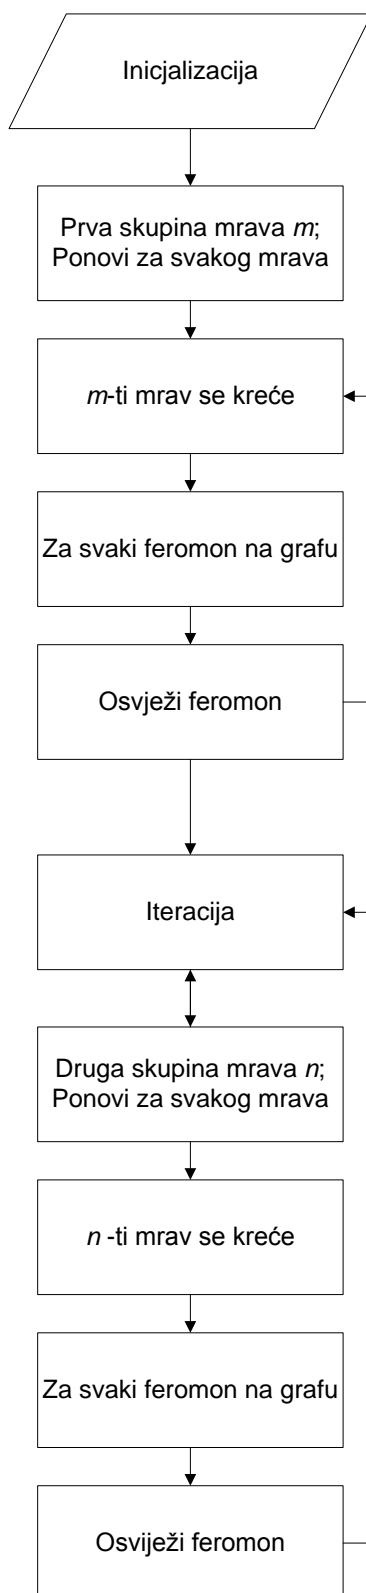 Inicjalizacija
Prva skupina mrava m;
Ponovi za svakog mrava
m-ti mrav se kreće
Za svaki feromon na grafu
Osvježi feromon
Iteracija
Druga skupina mrava n;
Ponovi za svakog mrava
n -ti mrav se kreće
Za svaki feromon na grafu
Osviježi feromon